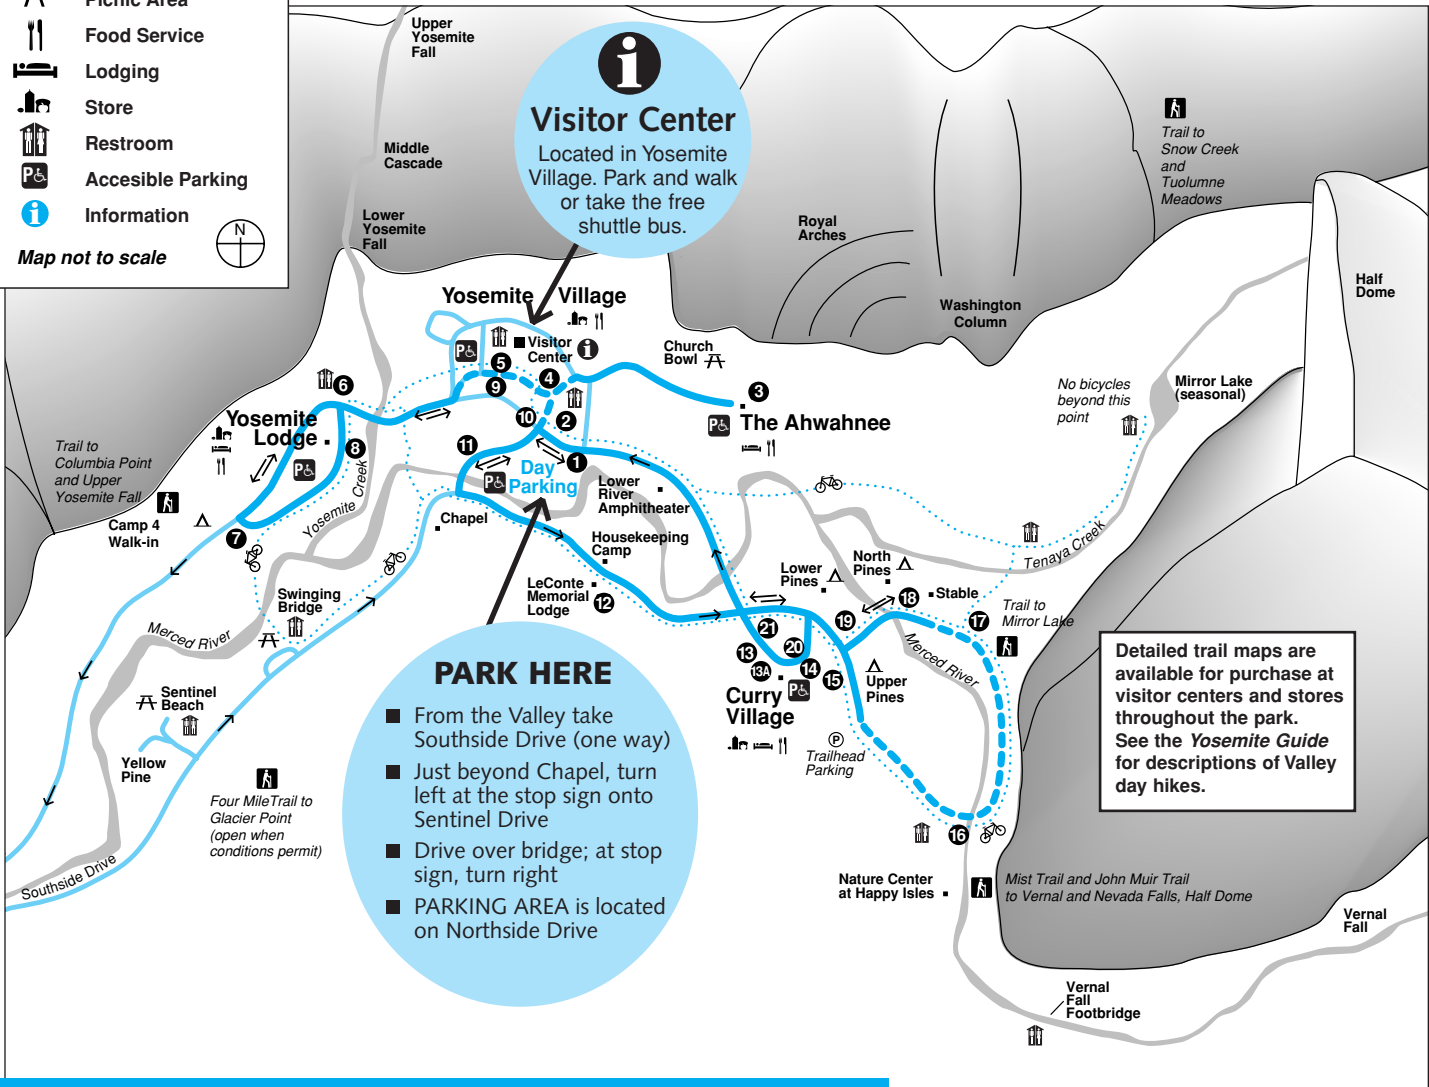 Picnic Area
Food Service
Lodging
Store
Restroom
P Accesible Parking
i Information
Map not to scale
N
Upper
Yosemite
Fall
Middle
Cascade
Lower
Yosemite
Fall
i
Visitor Center
Located in Yosemite
Village. Park and walk
or take the free
shuttle bus.
Trail to
Snow Creek
and
Tuolumne
Meadows
Royal
Arches
Washington
Column
Half
Dome
Yosemite Village
Visitor
Center
i
P
5
9
4
10
2
Church
Bowl
3
P
The Ahwahnee
No bicycles
beyond this
point
Mirror Lake
(seasonal)
6
Yosemite
Lodge
8
P
7
Trail to
Columbia Point
and Upper
Yosemite Fall
Camp 4
Walk-in
Yosemite Creek
11
P
Day
Parking
1
Lower
River
Amphitheater
Chapel
Housekeeping
Camp
LeConte
Memorial
Lodge
12
Tenaya Creek
Lower
Pines
North
Pines
18
Stable
17
Trail to
Mirror Lake
19
21
20
13
13A
14
15
P
Curry
Village
Upper
Pines
Merced River
P
Trailhead
Parking
16
Swinging
Bridge
Merced River
Sentinel
Beach
Yellow
Pine
Four MileTrail to
Glacier Point
(open when
conditions permit)
Southside Drive
PARK HERE
From the Valley take
Southside Drive (one way)
Just beyond Chapel, turn
left at the stop sign onto
Sentinel Drive
Drive over bridge; at stop
sign, turn right
PARKING AREA is located
on Northside Drive
Detailed trail maps are
available for purchase at
visitor centers and stores
throughout the park.
See the Yosemite Guide
for descriptions of Valley
day hikes.
Nature Center
at Happy Isles
Mist Trail and John Muir Trail
to Vernal and Nevada Falls, Half Dome
Vernal
Fall
Vernal
Fall
Footbridge